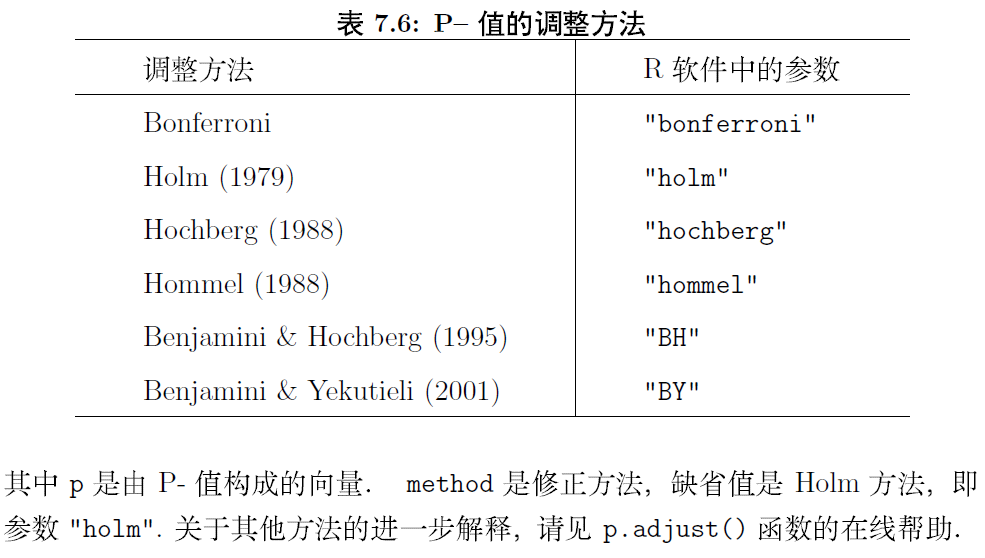 表 7.6: P– 值的调整方法
调整方法 R 软件中的参数
Bonferroni "bonferroni"
Holm (1979) "holm"
Hochberg (1988) "hochberg"
Hommel (1988) "hommel"
Benjamini & Hochberg (1995) "BH"
Benjamini & Yekutieli (2001) "BY"
其中 p 是由 P- 值构成的向量. method 是修正方法, 缺省值是 Holm 方法, 即
参数 "holm". 关于其他方法的进一步解释, 请见 p.adjust() 函数的在线帮助.